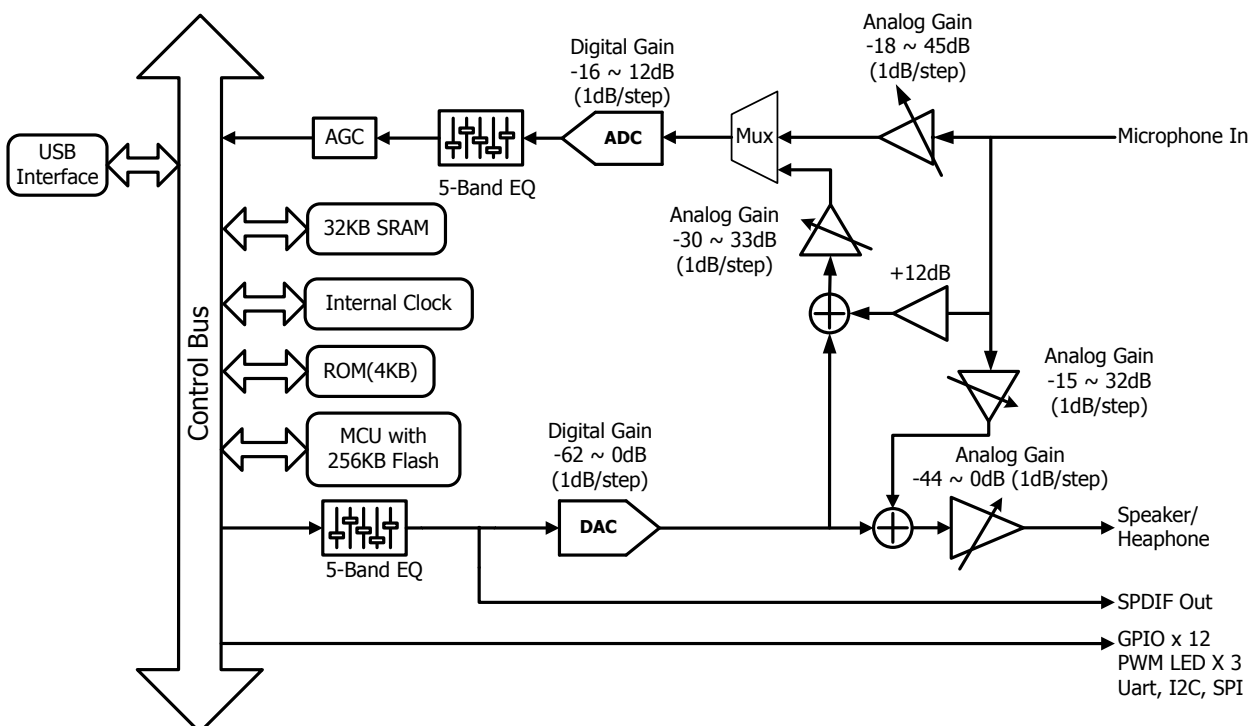 Analog Gain
-18 ~ 45dB
(1dB/step)
Digital Gain
-16 ~ 12dB
(1dB/step)
USB
Interface
AGC
5-Band EQ
ADC
Mux
Microphone In
32KB SRAM
Analog Gain
-30 ~ 33dB
(1dB/step)
+12dB
Internal Clock
Control Bus
ROM(4KB)
Analog Gain
-15 ~ 32dB
(1dB/step)
MCU with
256KB Flash
Digital Gain
-62 ~ 0dB
(1dB/step)
Analog Gain
-44 ~ 0dB (1dB/step)
5-Band EQ
DAC
Speaker/
Heaphone
SPDIF Out
GPIO x 12
PWM LED X 3
Uart, I2C, SPI